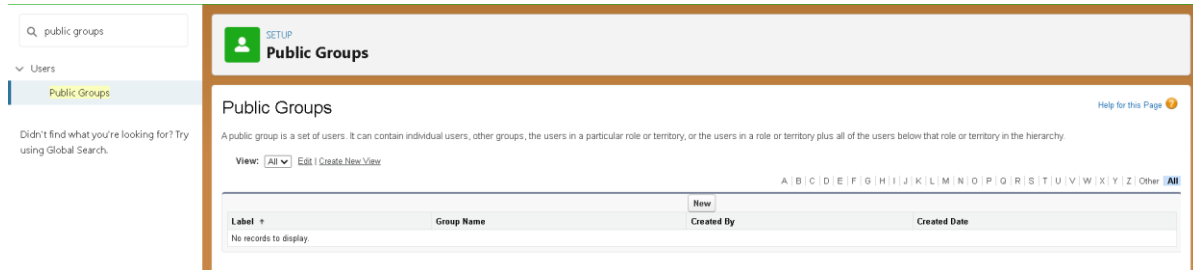 public groups
Users
Public Groups
Didn't find what you're looking for? Try
using Global Search.
SETUP
Public Groups
Public Groups
Help for this Page
A public group is a set of users. It can contain individual users, other groups, the users in a particular role or territory, or the users in a role or territory plus all of the users below that role or territory in the hierarchy.
View: All Edit | Create New View
A | B | C | D | E | F | G | H | I | J | K | L | M | N | O | P | Q | R | S | T | U | V | W | X | Y | Z | Other All
New
Label ↑ Group Name Created By Created Date
No records to display.